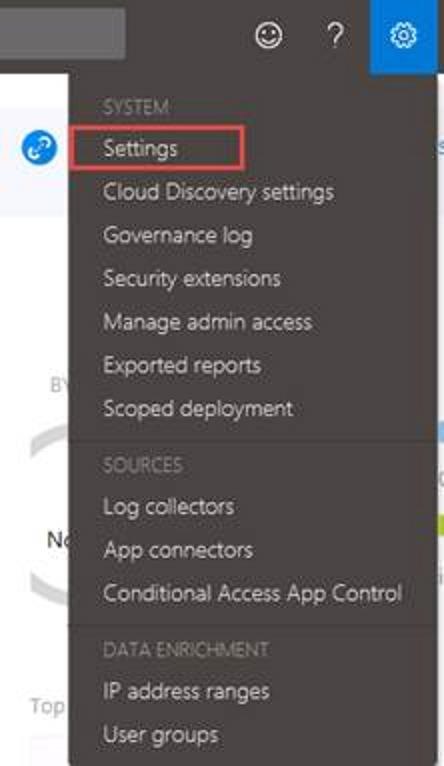 ?
SYSTEM
Settings
Cloud Discovery settings
Governance log
Security extensions
Manage admin access
Exported reports
BY
Scoped deployment
SOURCES
Log collectors
No
App connectors
Conditional Access App Control
DATA ENRICHMENT
IP address ranges
Top
User groups